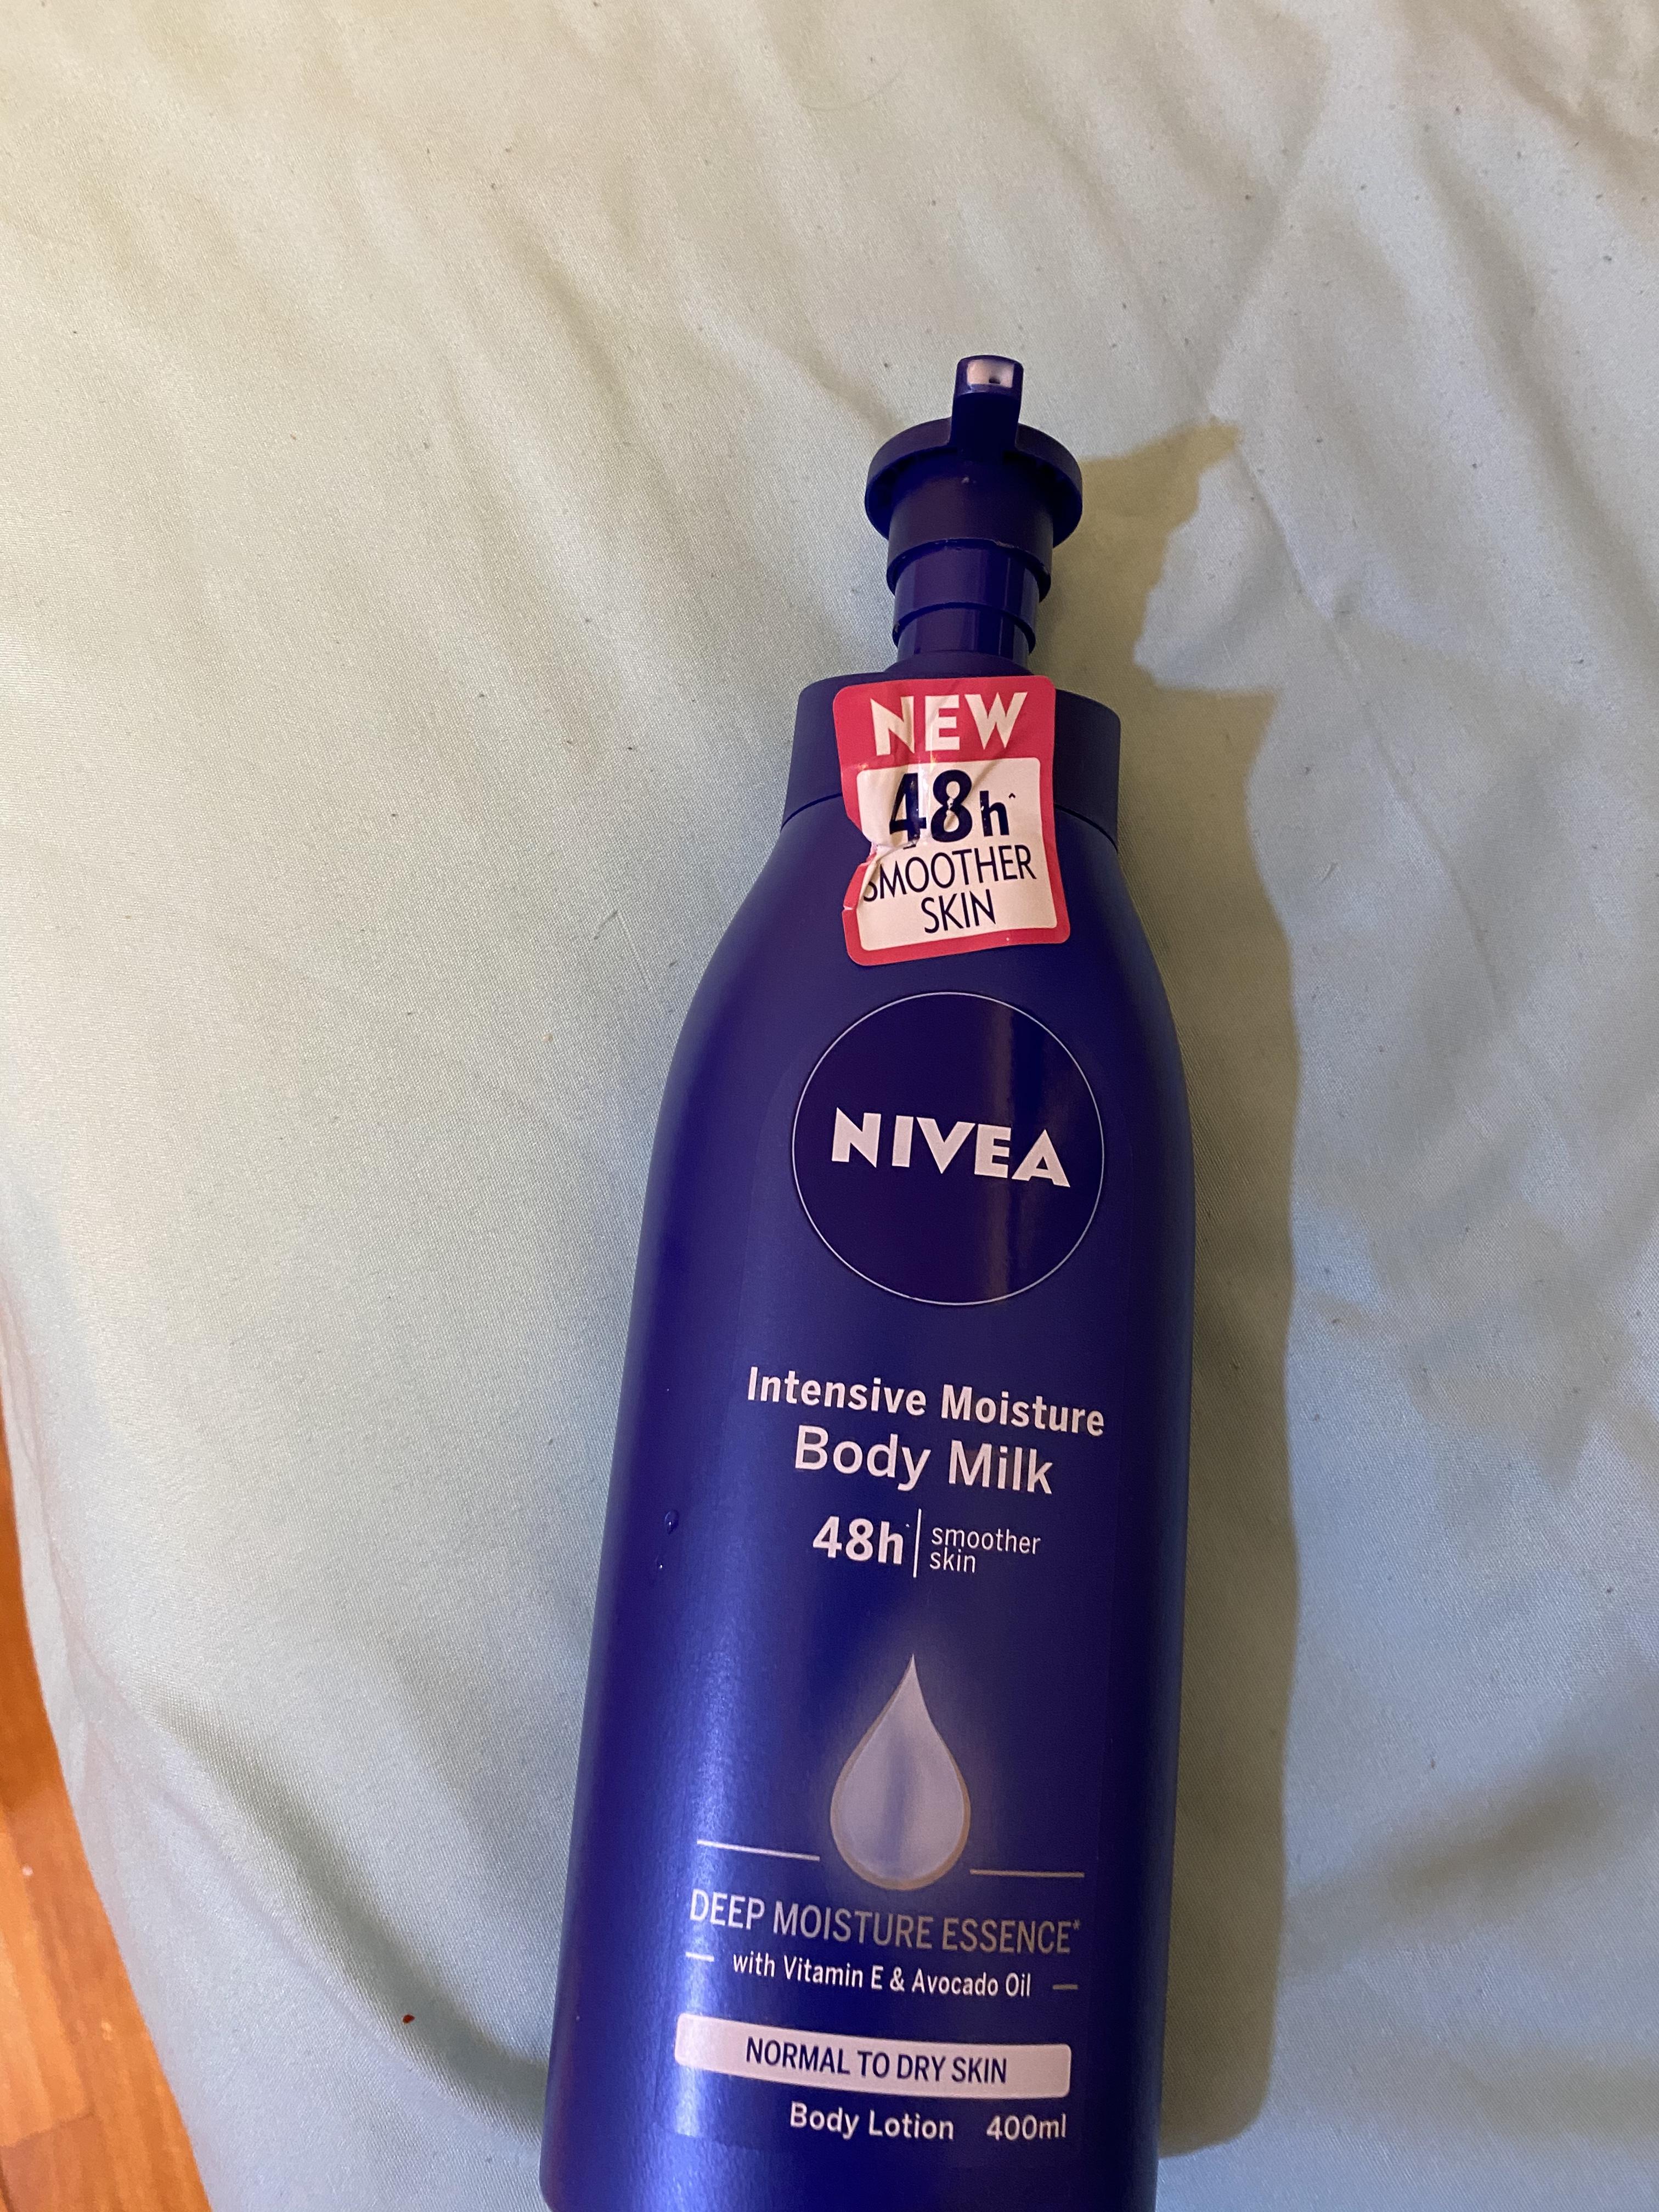 NEW
48h^
SMOOTHER
SKIN
NIVEA
Intensive Moisture
Body Milk
48h^ smoother
skin
DEEP MOISTURE ESSENCE*
with Vitamin E & Avocado Oil
NORMAL TO DRY SKIN
Body Lotion 400ml